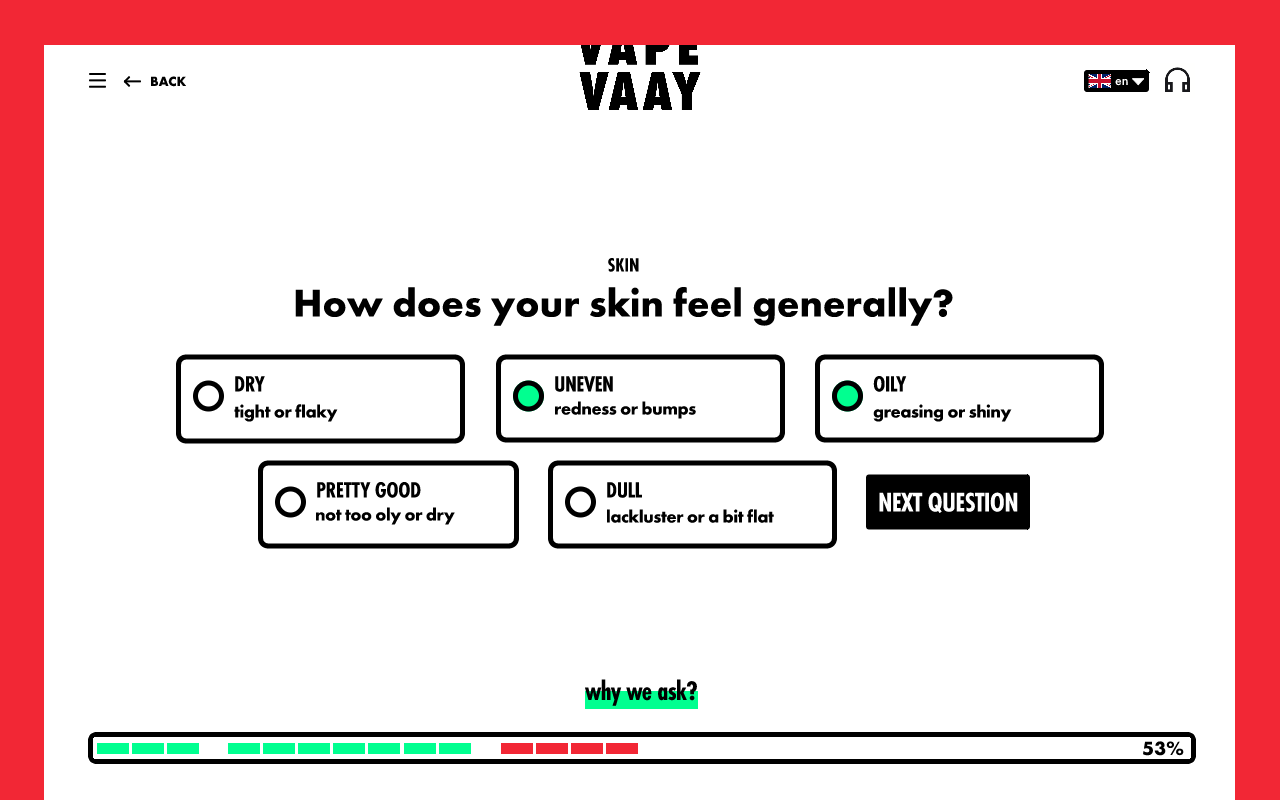 VAPE
VAAY
BACK
en
SKIN
How does your skin feel generally?
DRY
tight or flaky
UNEVEN
redness or bumps
OILY
greasing or shiny
PRETTY GOOD
not too oly or dry
DULL
lackluster or a bit flat
NEXT QUESTION
why we ask?
53%